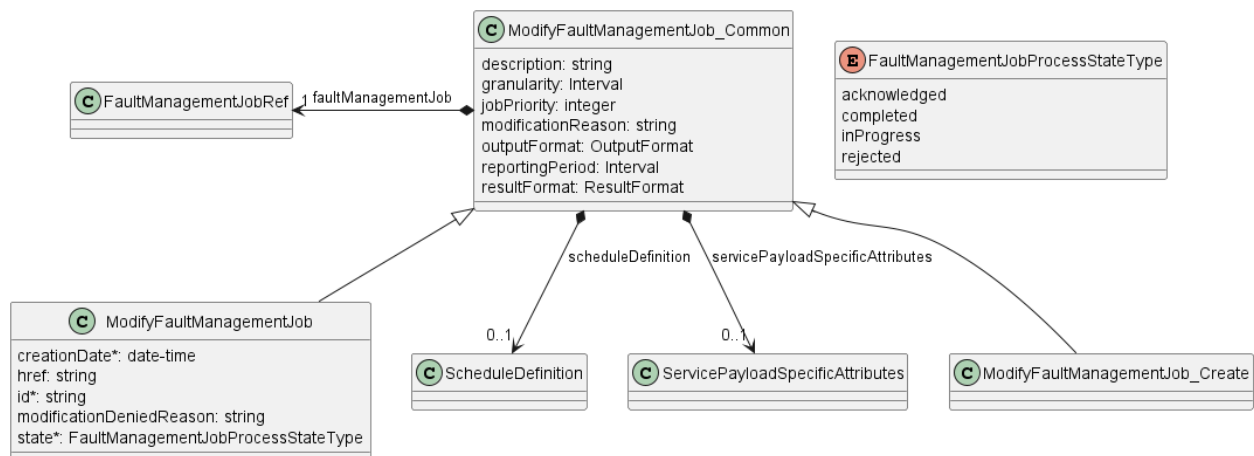 C ModifyFaultManagementJob_Common
description: string
granularity: Interval
jobPriority: integer
modificationReason: string
outputFormat: OutputFormat
reportingPeriod: Interval
resultFormat: ResultFormat
E FaultManagementJobProcessStateType
acknowledged
completed
inProgress
rejected
C FaultManagementJobRef
1 faultManagementJob
scheduleDefinition
servicePayloadSpecificAttributes
0..1
0..1
C ModifyFaultManagementJob
creationDate*: date-time
href: string
id*: string
modificationDeniedReason: string
state*: FaultManagementJobProcessStateType
C ScheduleDefinition
C ServicePayloadSpecificAttributes
C ModifyFaultManagementJob_Create